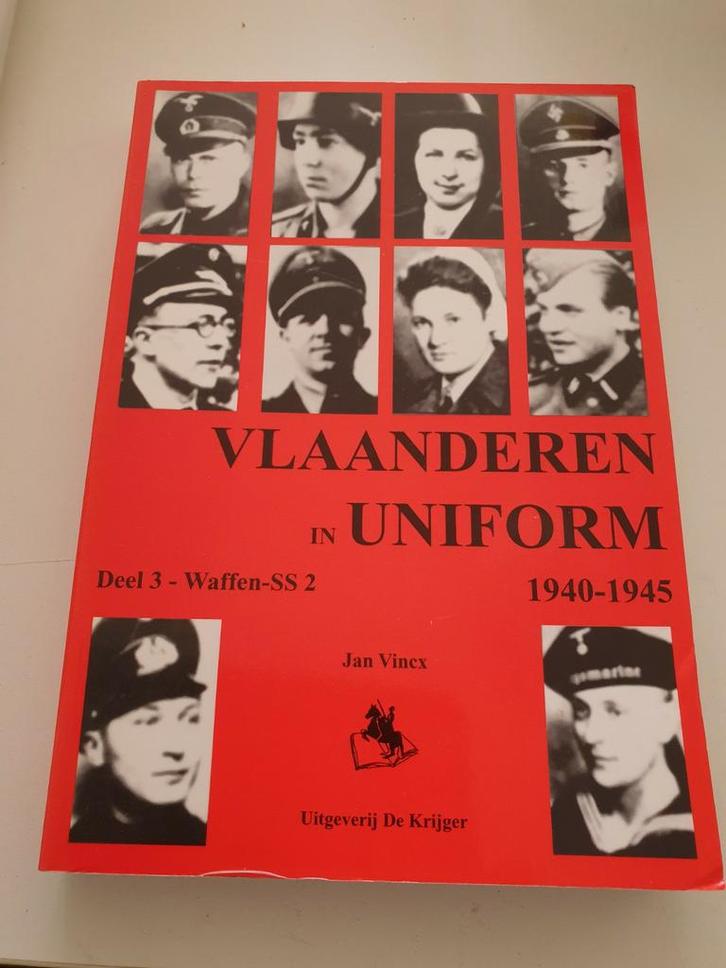 VLAANDEREN
IN UNIFORM
Deel 3 - Waffen-SS 2
1940-1945
Jan Vincx
Uitgeverij De Krijger